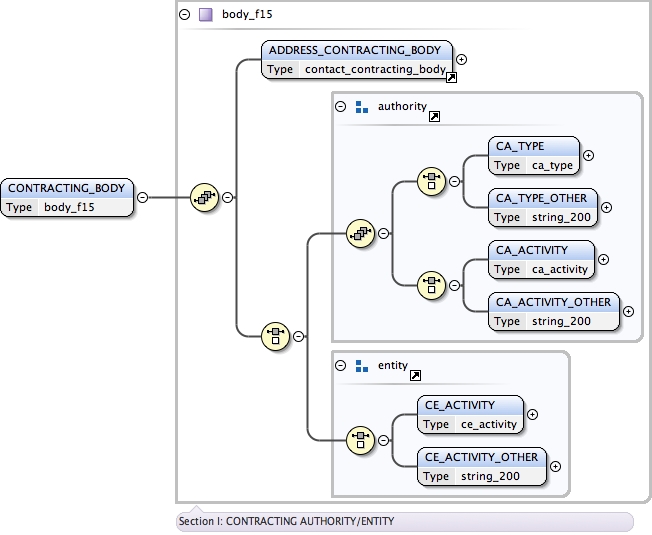 body_f15
ADDRESS_CONTRACTING_BODY
Type contact_contracting_body
authority
CA_TYPE
Type ca_type
CONTRACTING_BODY
Type body_f15
CA_TYPE_OTHER
Type string_200
CA_ACTIVITY
Type ca_activity
CA_ACTIVITY_OTHER
Type string_200
entity
CE_ACTIVITY
Type ce_activity
CE_ACTIVITY_OTHER
Type string_200
Section I: CONTRACTING AUTHORITY/ENTITY